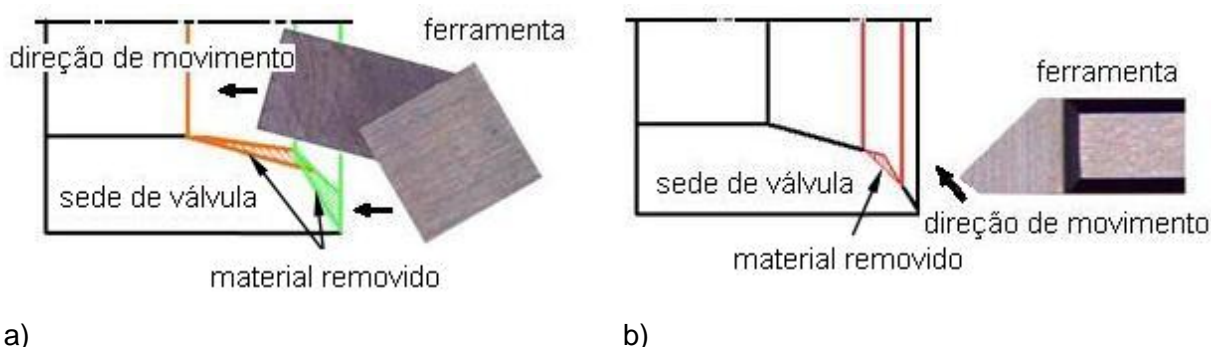 ferramenta
direção de movimento
sede de válvula
material removido
a)
ferramenta
sede de válvula
direção de movimento
material removido
b)